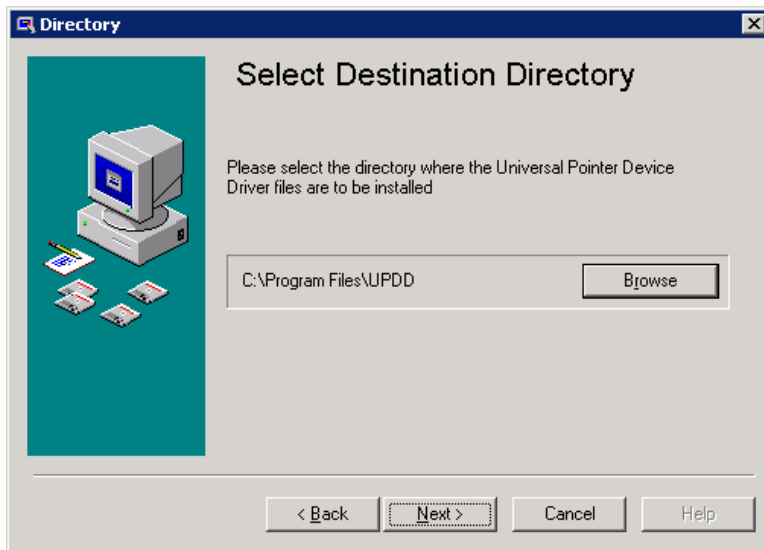 Directory
Select Destination Directory
Please select the directory where the Universal Pointer Device
Driver files are to be installed
C:\Program Files\UPDD
Browse
< Back
Next >
Cancel
Help